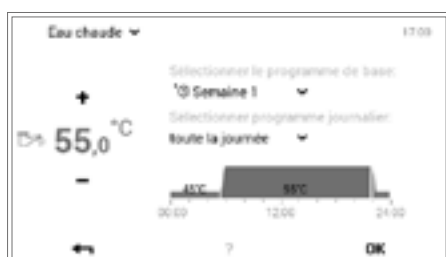 Eau chaude
17:00
Sélectionner le programme de base:
Semaine 1
Sélectionner programme journalier:
toute la journée
+
55,0 °C
−
45°C 55°C
00:00 12:00 24:00
? OK